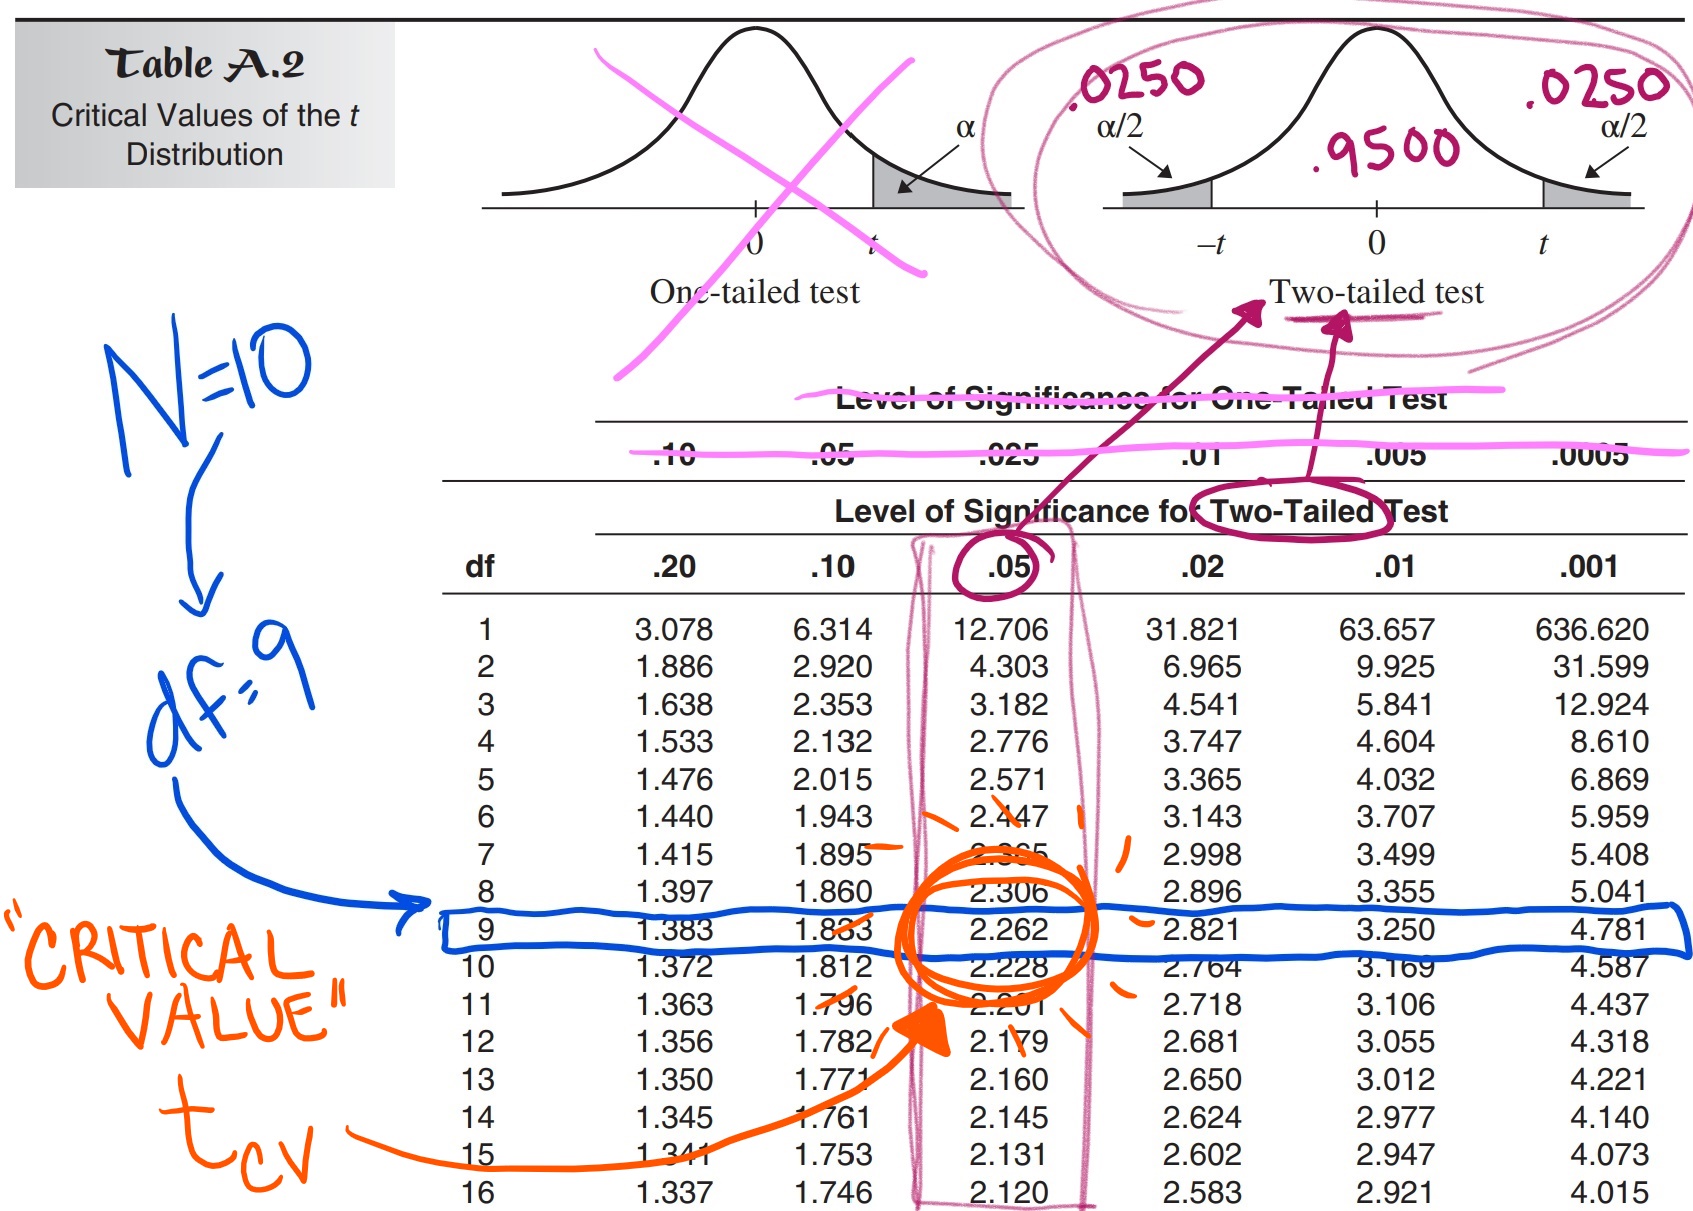 Table A.2
Critical Values of the t
Distribution
α
0 t
One-tailed test
.0250 .0250
α/2 α/2
.9500
–t 0 t
Two-tailed test
N=10
df=9
"CRITICAL
VALUE"
tcv
Level of Significance for One-Tailed Test
.10 .05 .025 .01 .005 .0005
Level of Significance for Two-Tailed Test
df .20 .10 .05 .02 .01 .001
1 3.078 6.314 12.706 31.821 63.657 636.620
2 1.886 2.920 4.303 6.965 9.925 31.599
3 1.638 2.353 3.182 4.541 5.841 12.924
4 1.533 2.132 2.776 3.747 4.604 8.610
5 1.476 2.015 2.571 3.365 4.032 6.869
6 1.440 1.943 2.447 3.143 3.707 5.959
7 1.415 1.895 2.365 2.998 3.499 5.408
8 1.397 1.860 2.306 2.896 3.355 5.041
9 1.383 1.833 2.262 2.821 3.250 4.781
10 1.372 1.812 2.228 2.764 3.169 4.587
11 1.363 1.796 2.201 2.718 3.106 4.437
12 1.356 1.782 2.179 2.681 3.055 4.318
13 1.350 1.771 2.160 2.650 3.012 4.221
14 1.345 1.761 2.145 2.624 2.977 4.140
15 1.341 1.753 2.131 2.602 2.947 4.073
16 1.337 1.746 2.120 2.583 2.921 4.015